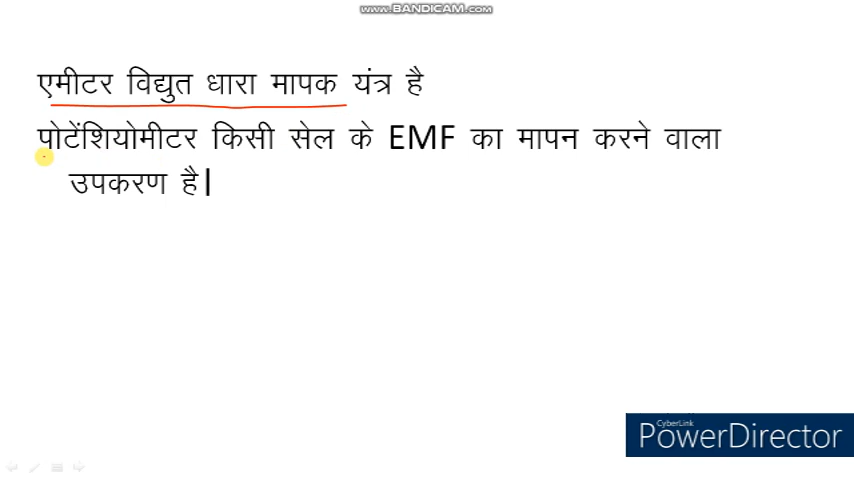 www.BANDICAM.com
एमीटर विद्युत धारा मापक यंत्र है
पोटेंशियोमीटर किसी सेल के EMF का मापन करने वाला
उपकरण है|
CyberLink
PowerDirector